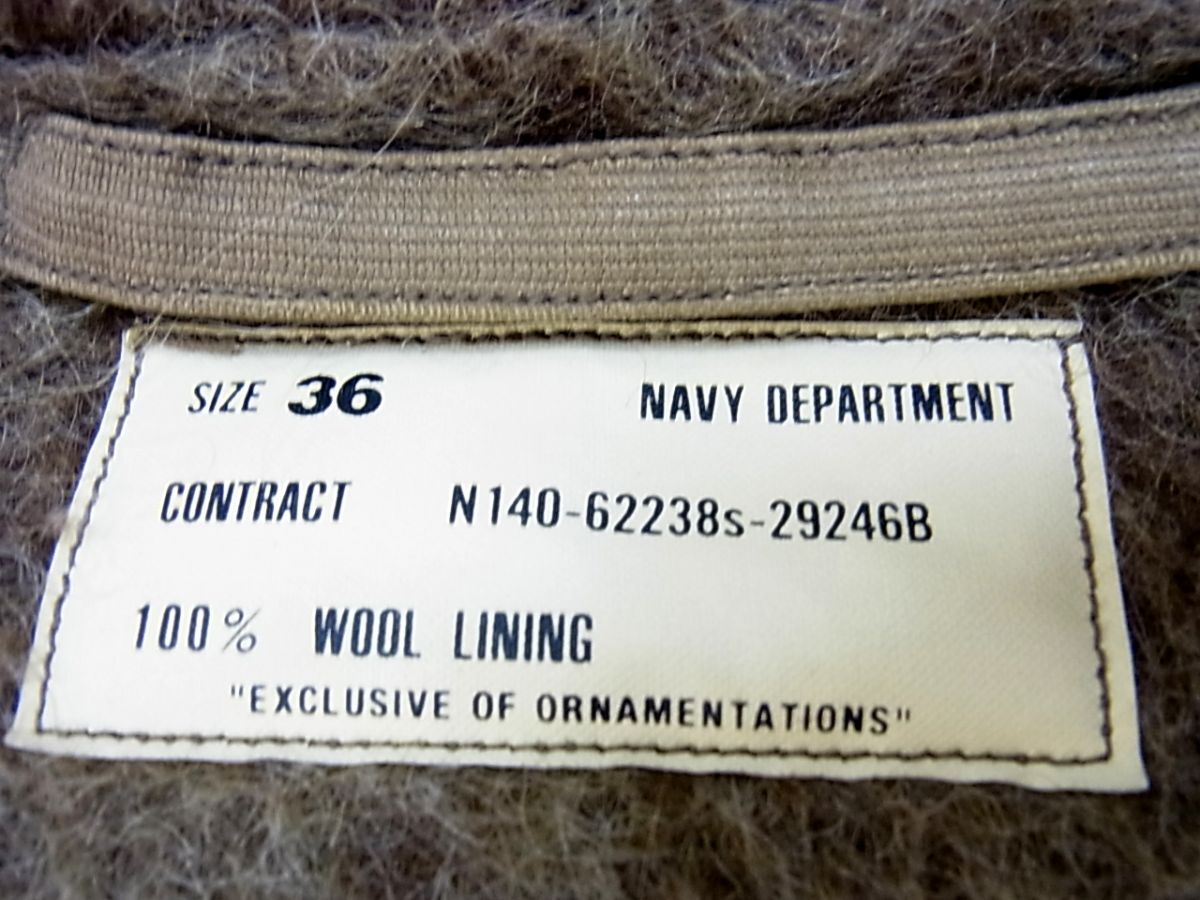 SIZE 36 NAVY DEPARTMENT
CONTRACT N140-62238s-29246B
100% WOOL LINING
"EXCLUSIVE OF ORNAMENTATIONS"